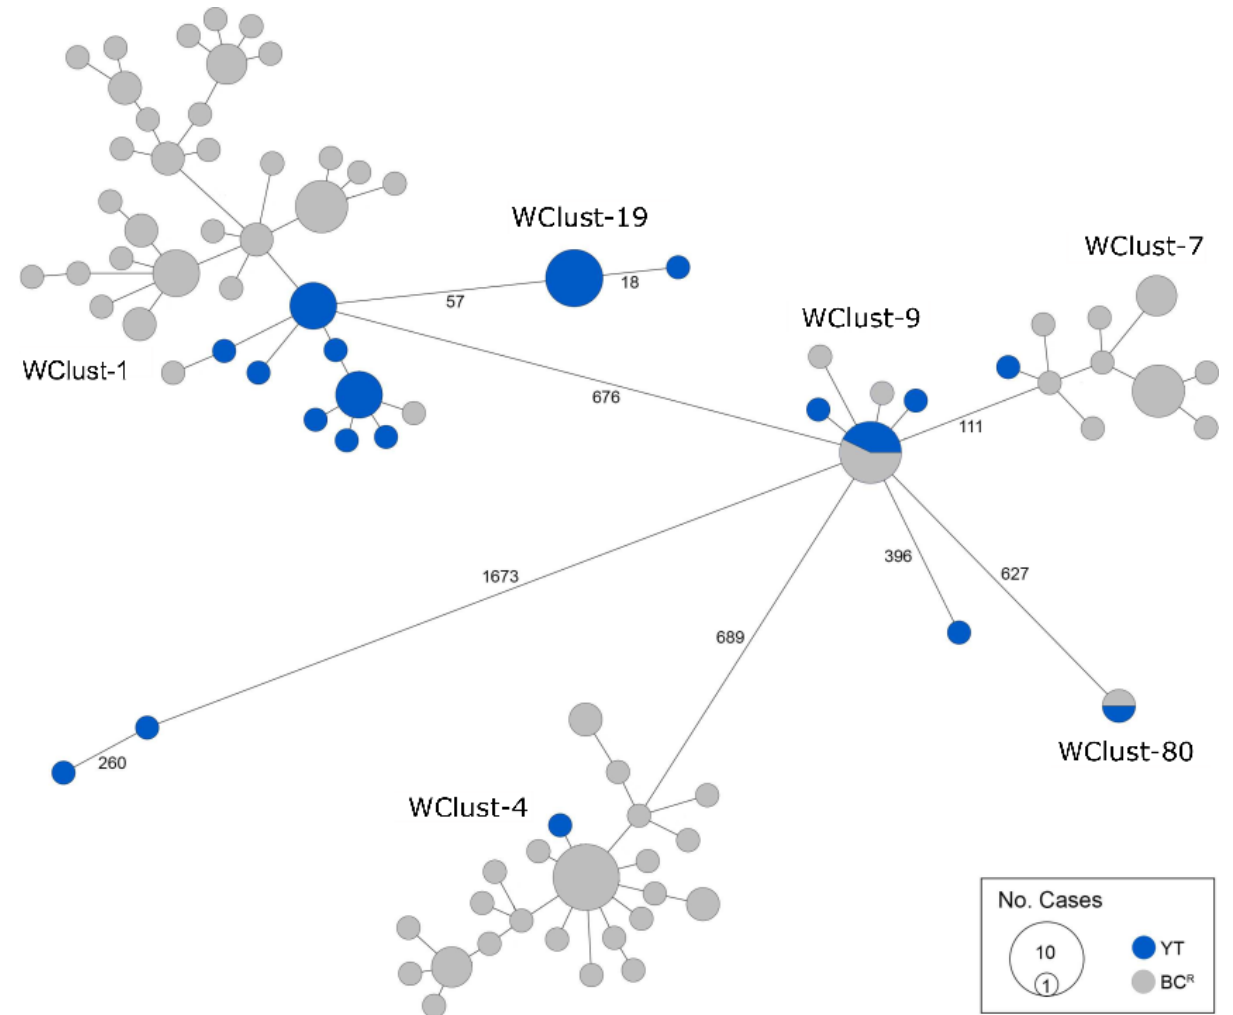 WClust-19
WClust-7
18
57
WClust-9
WClust-1
676
111
396
1673
627
689
WClust-80
260
WClust-4
No. Cases
10
YT
1
BCᴿ